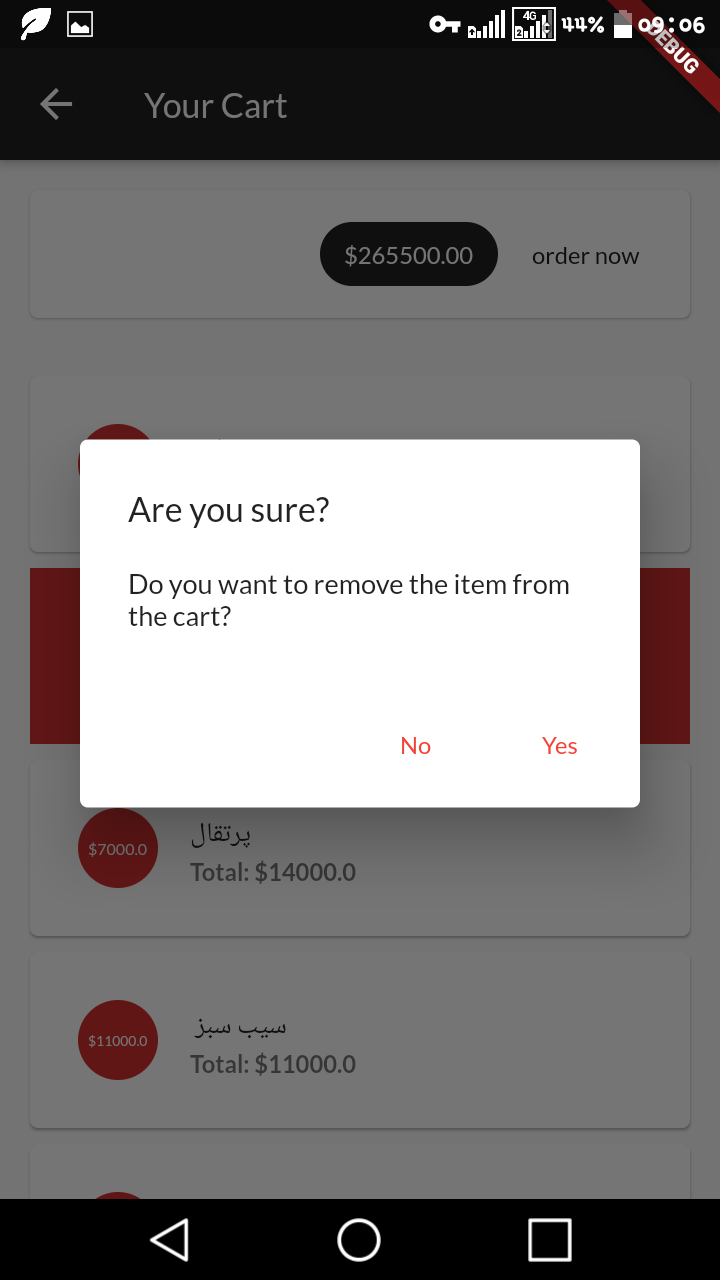 4G
44%
09:06
DEBUG
Your Cart
$265500.00
order now
Are you sure?
Do you want to remove the item from
the cart?
No
Yes
$7000.0
پرتقال
Total: $14000.0
$11000.0
سیب سبز
Total: $11000.0